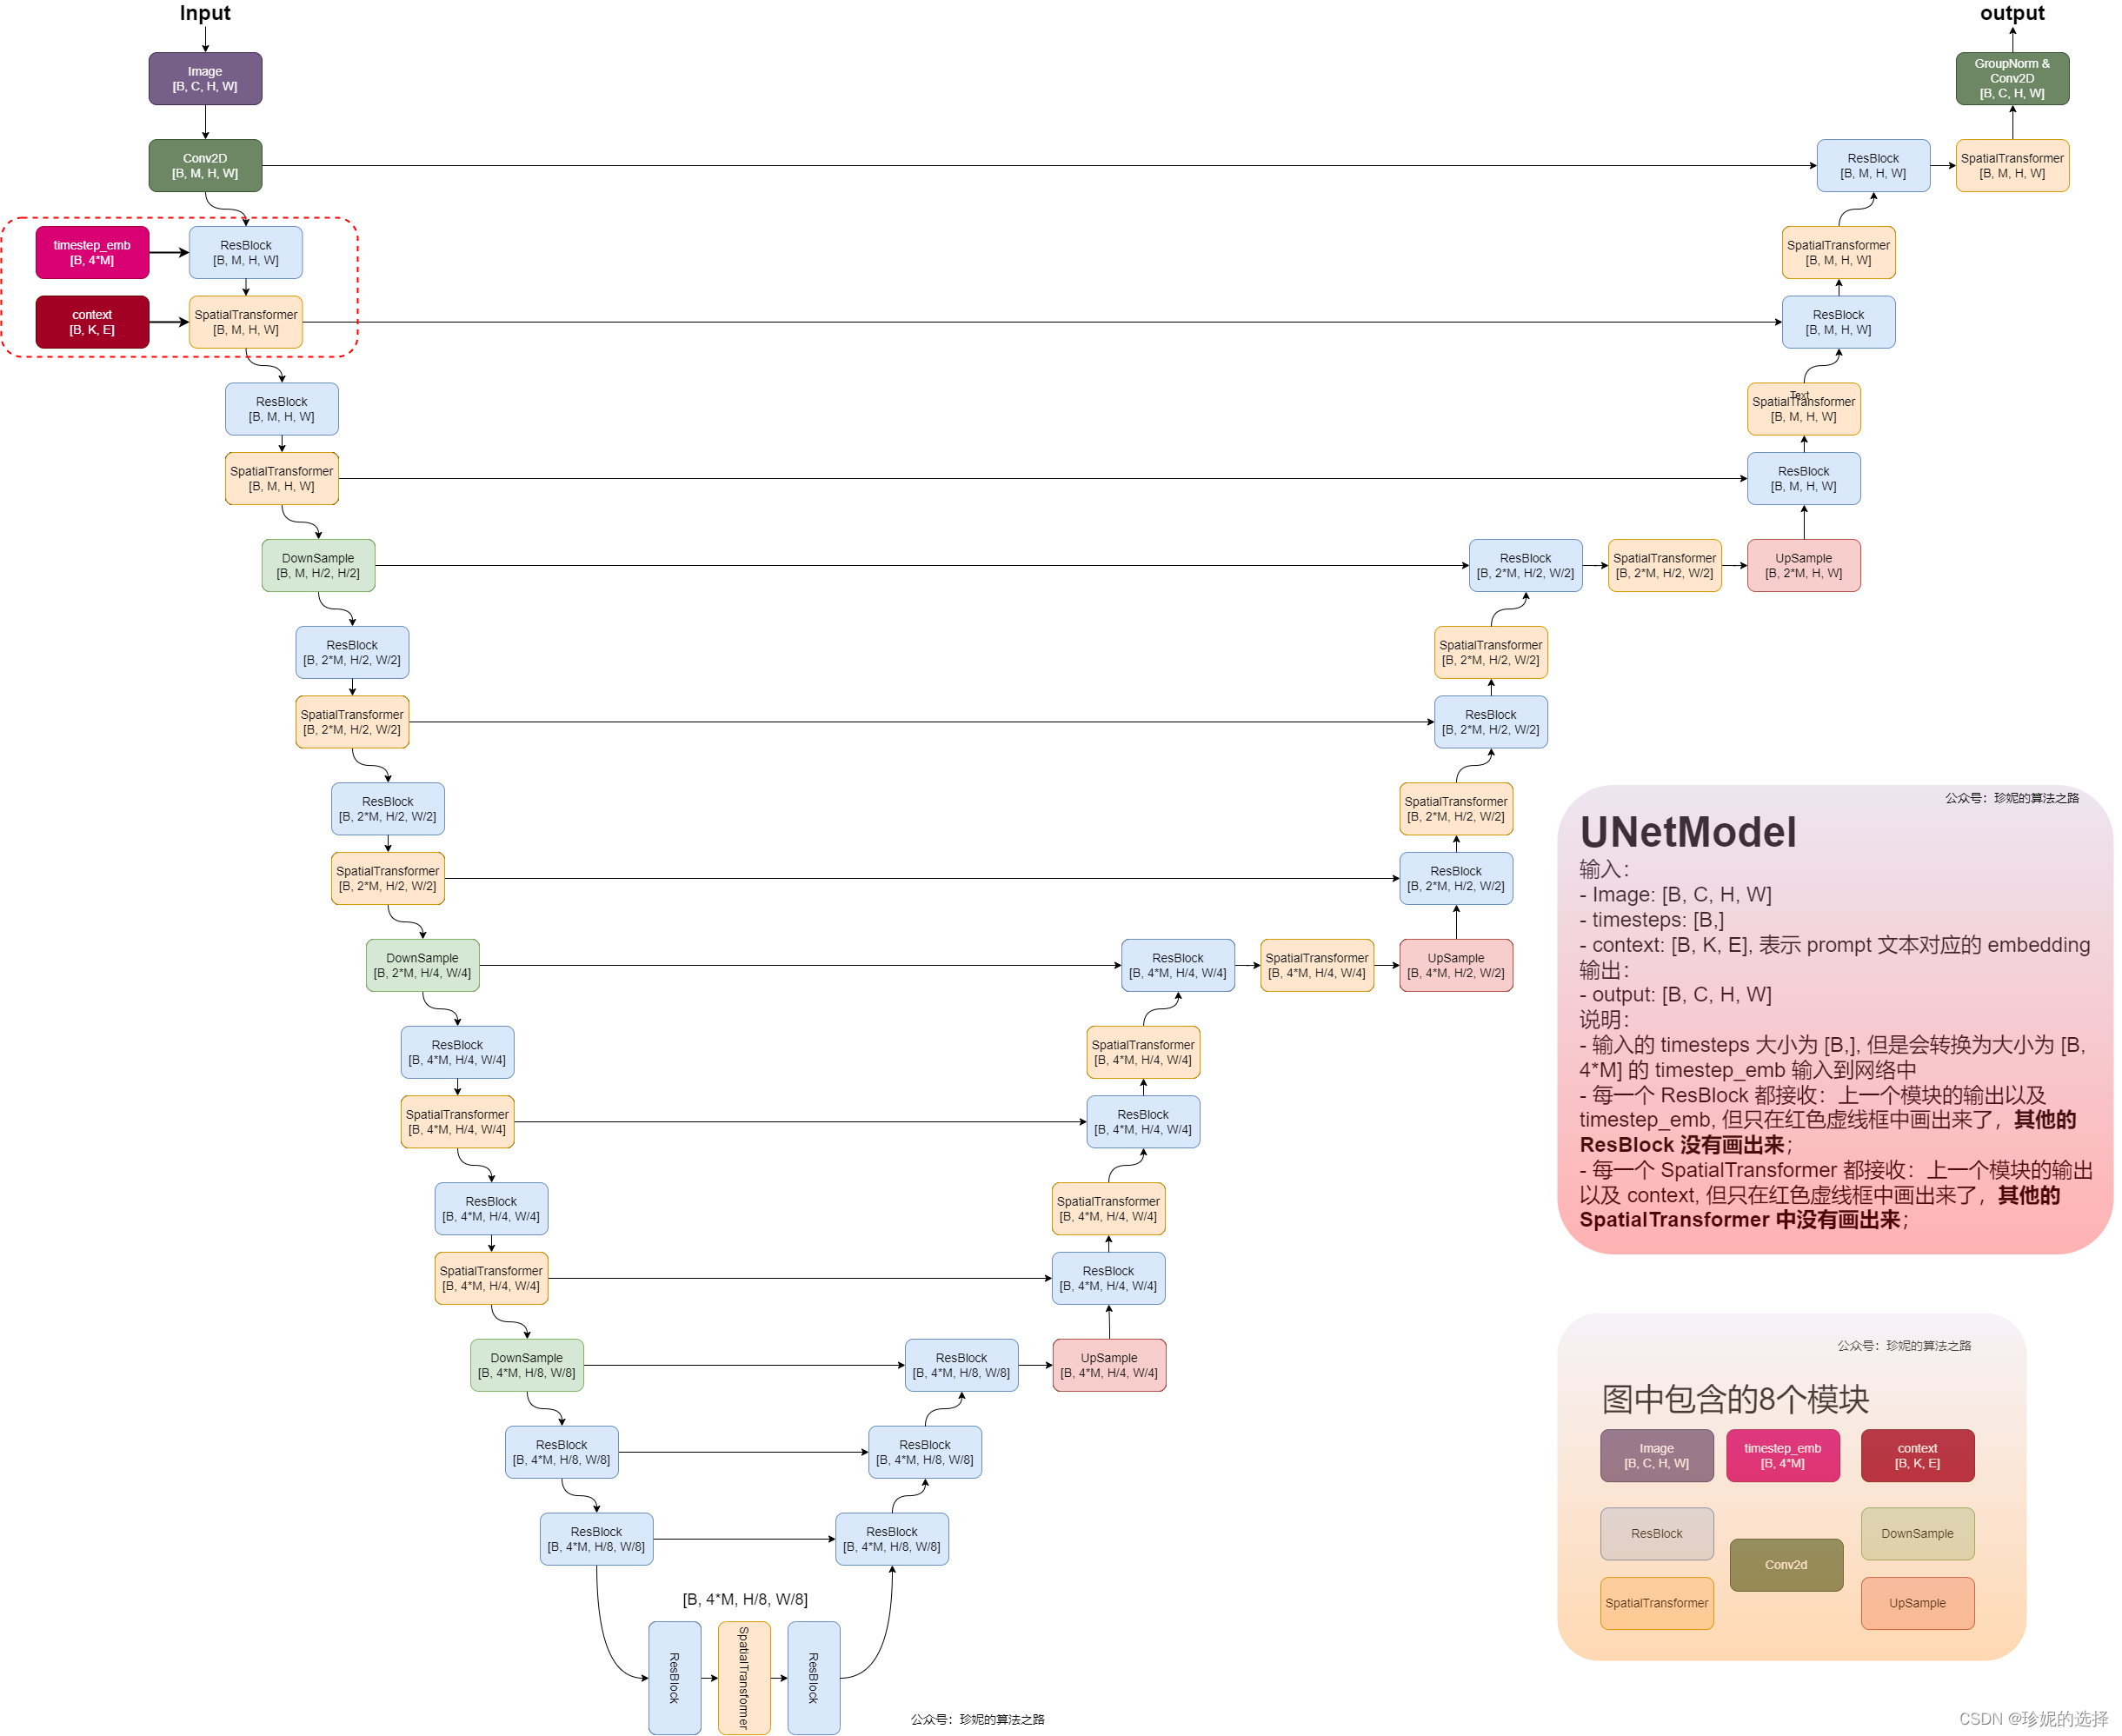 Input
output
Image
[B, C, H, W]
GroupNorm &
Conv2D
[B, C, H, W]
Conv2D
[B, M, H, W]
ResBlock
[B, M, H, W]
SpatialTransformer
[B, M, H, W]
timestep_emb
[B, 4*M]
ResBlock
[B, M, H, W]
SpatialTransformer
[B, M, H, W]
context
[B, K, E]
SpatialTransformer
[B, M, H, W]
ResBlock
[B, M, H, W]
ResBlock
[B, M, H, W]
Text
SpatialTransformer
[B, M, H, W]
SpatialTransformer
[B, M, H, W]
ResBlock
[B, M, H, W]
DownSample
[B, M, H/2, H/2]
ResBlock
[B, 2*M, H/2, W/2]
SpatialTransformer
[B, 2*M, H/2, W/2]
UpSample
[B, 2*M, H, W]
ResBlock
[B, 2*M, H/2, W/2]
SpatialTransformer
[B, 2*M, H/2, W/2]
SpatialTransformer
[B, 2*M, H/2, W/2]
ResBlock
[B, 2*M, H/2, W/2]
ResBlock
[B, 2*M, H/2, W/2]
SpatialTransformer
[B, 2*M, H/2, W/2]
SpatialTransformer
[B, 2*M, H/2, W/2]
ResBlock
[B, 2*M, H/2, W/2]
DownSample
[B, 2*M, H/4, W/4]
ResBlock
[B, 4*M, H/4, W/4]
SpatialTransformer
[B, 4*M, H/4, W/4]
UpSample
[B, 4*M, H/2, W/2]
ResBlock
[B, 4*M, H/4, W/4]
SpatialTransformer
[B, 4*M, H/4, W/4]
SpatialTransformer
[B, 4*M, H/4, W/4]
ResBlock
[B, 4*M, H/4, W/4]
ResBlock
[B, 4*M, H/4, W/4]
SpatialTransformer
[B, 4*M, H/4, W/4]
SpatialTransformer
[B, 4*M, H/4, W/4]
ResBlock
[B, 4*M, H/4, W/4]
DownSample
[B, 4*M, H/8, W/8]
ResBlock
[B, 4*M, H/8, W/8]
UpSample
[B, 4*M, H/4, W/4]
ResBlock
[B, 4*M, H/8, W/8]
ResBlock
[B, 4*M, H/8, W/8]
ResBlock
[B, 4*M, H/8, W/8]
ResBlock
[B, 4*M, H/8, W/8]
[B, 4*M, H/8, W/8]
ResBlock
SpatialTransformer
ResBlock
公众号：珍妮的算法之路
公众号：珍妮的算法之路
UNetModel
输入：
- Image: [B, C, H, W]
- timesteps: [B,]
- context: [B, K, E], 表示 prompt 文本对应的 embedding
输出：
- output: [B, C, H, W]
说明：
- 输入的 timesteps 大小为 [B,], 但是会转换为大小为 [B,
4*M] 的 timestep_emb 输入到网络中
- 每一个 ResBlock 都接收：上一个模块的输出以及
timestep_emb, 但只在红色虚线框中画出来了，其他的
ResBlock 没有画出来；
- 每一个 SpatialTransformer 都接收：上一个模块的输出
以及 context, 但只在红色虚线框中画出来了，其他的
SpatialTransformer 中没有画出来；
公众号：珍妮的算法之路
图中包含的8个模块
Image
[B, C, H, W]
timestep_emb
[B, 4*M]
context
[B, K, E]
ResBlock
DownSample
Conv2d
SpatialTransformer
UpSample
CSDN @珍妮的选择